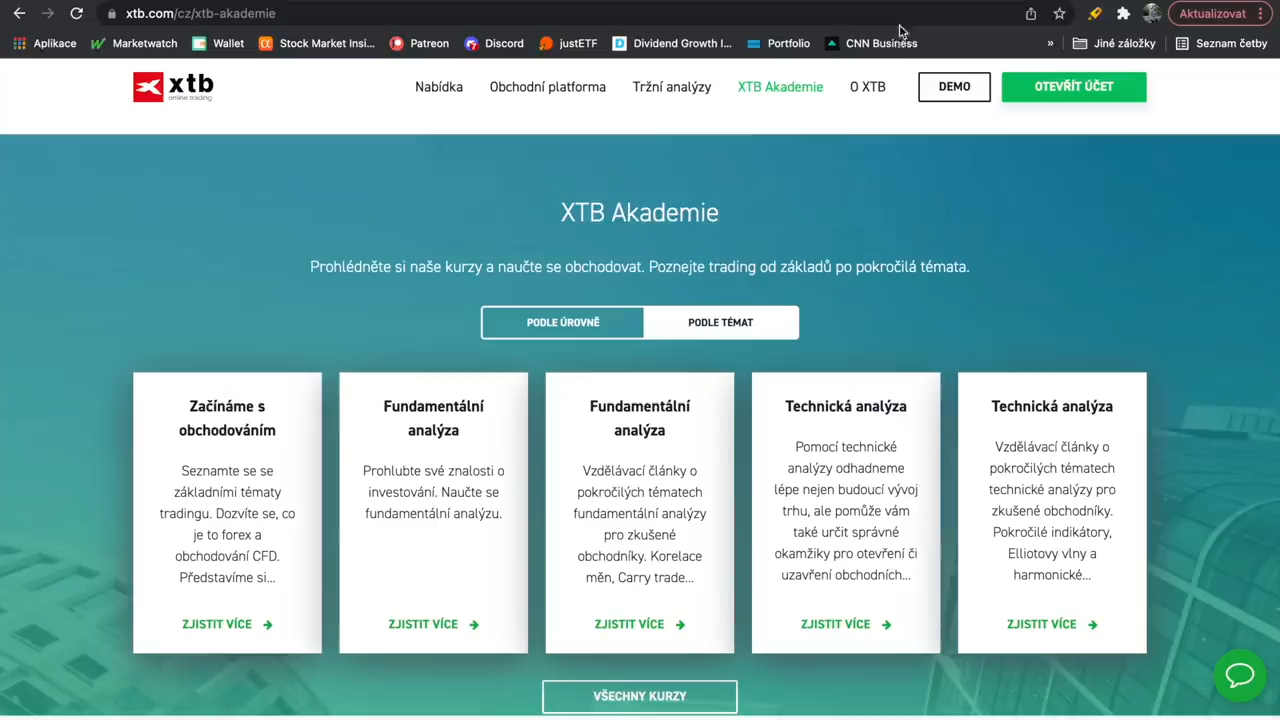 xtb.com/cz/xtb-akademie
Aktualizovat
Aplikace
Marketwatch
Wallet
Stock Market Insi...
Patreon
Discord
justETF
Dividend Growth I...
Portfolio
CNN Business
»
Jiné záložky
Seznam četby
xtb
online trading
Nabídka
Obchodní platforma
Tržní analýzy
XTB Akademie
O XTB
DEMO
OTEVŘÍT ÚČET
XTB Akademie
Prohlédněte si naše kurzy a naučte se obchodovat. Poznejte trading od základů po pokročilá témata.
PODLE ÚROVNĚ
PODLE TÉMAT
Začínáme s
obchodováním
Seznamte se se
základními tématy
tradingu. Dozvíte se, co
je to forex a
obchodování CFD.
Představíme si...
ZJISTIT VÍCE
Fundamentální
analýza
Prohlubte své znalosti o
investování. Naučte se
fundamentální analýzu.
ZJISTIT VÍCE
Fundamentální
analýza
Vzdělávací články o
pokročilých tématech
fundamentální analýzy
pro zkušené
obchodníky. Korelace
měn, Carry trade...
ZJISTIT VÍCE
Technická analýza
Pomocí technické
analýzy odhadneme
lépe nejen budoucí vývoj
trhu, ale pomůže vám
také určit správné
okamžiky pro otevření či
uzavření obchodních...
ZJISTIT VÍCE
Technická analýza
Vzdělávací články o
pokročilých tématech
technické analýzy pro
zkušené obchodníky.
Pokročilé indikátory,
Elliotovy vlny a
harmonické...
ZJISTIT VÍCE
VŠECHNY KURZY